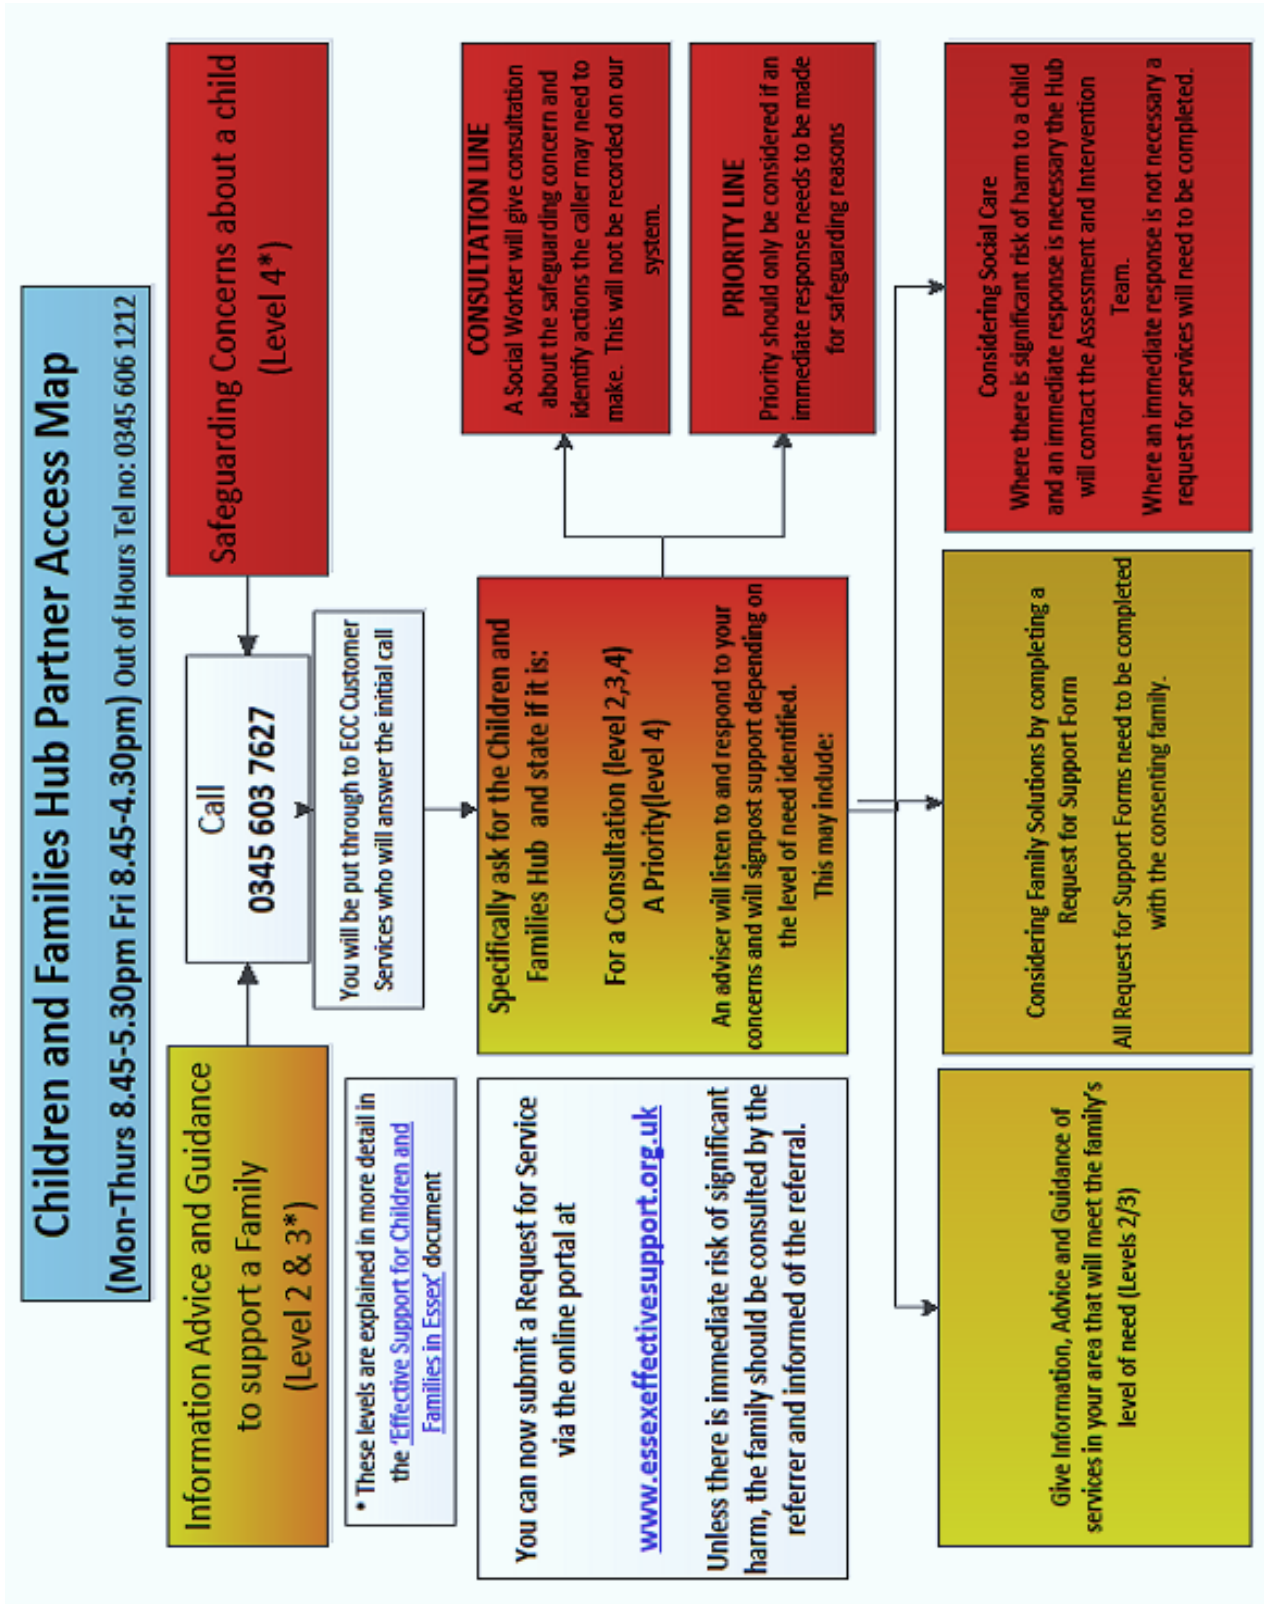 Children and Families Hub Partner Access Map
(Mon-Thurs 8.45-5.30pm Fri 8.45-4.30pm) Out of Hours Tel no: 0345 606 1212
Information Advice and Guidance
to support a Family
(Level 2 & 3*)
Call
0345 603 7627
Safeguarding Concerns about a child
(Level 4*)
You will be put through to ECC Customer
Services who will answer the initial call
* These levels are explained in more detail in
the 'Effective Support for Children and
Families in Essex' document
You can now submit a Request for Service
via the online portal at
www.essexeffectivesupport.org.uk
Unless there is immediate risk of significant
harm, the family should be consulted by the
referrer and informed of the referral.
Specifically ask for the Children and
Families Hub and state if it is:
For a Consultation (level 2,3,4)
A Priority(level 4)
An adviser will listen to and respond to your
concerns and will signpost support depending on
the level of need identified.
This may include:
CONSULTATION LINE
A Social Worker will give consultation
about the safeguarding concern and
identify actions the caller may need to
make. This will not be recorded on our
system.
PRIORITY LINE
Priority should only be considered if an
immediate response needs to be made
for safeguarding reasons
Give Information, Advice and Guidance of
services in your area that will meet the family's
level of need (Levels 2/3)
Considering Family Solutions by completing a
Request for Support Form
All Request for Support Forms need to be completed
with the consenting family.
Considering Social Care
Where there is significant risk of harm to a child
and an immediate response is necessary the Hub
will contact the Assessment and Intervention
Team.
Where an immediate response is not necessary a
request for services will need to be completed.